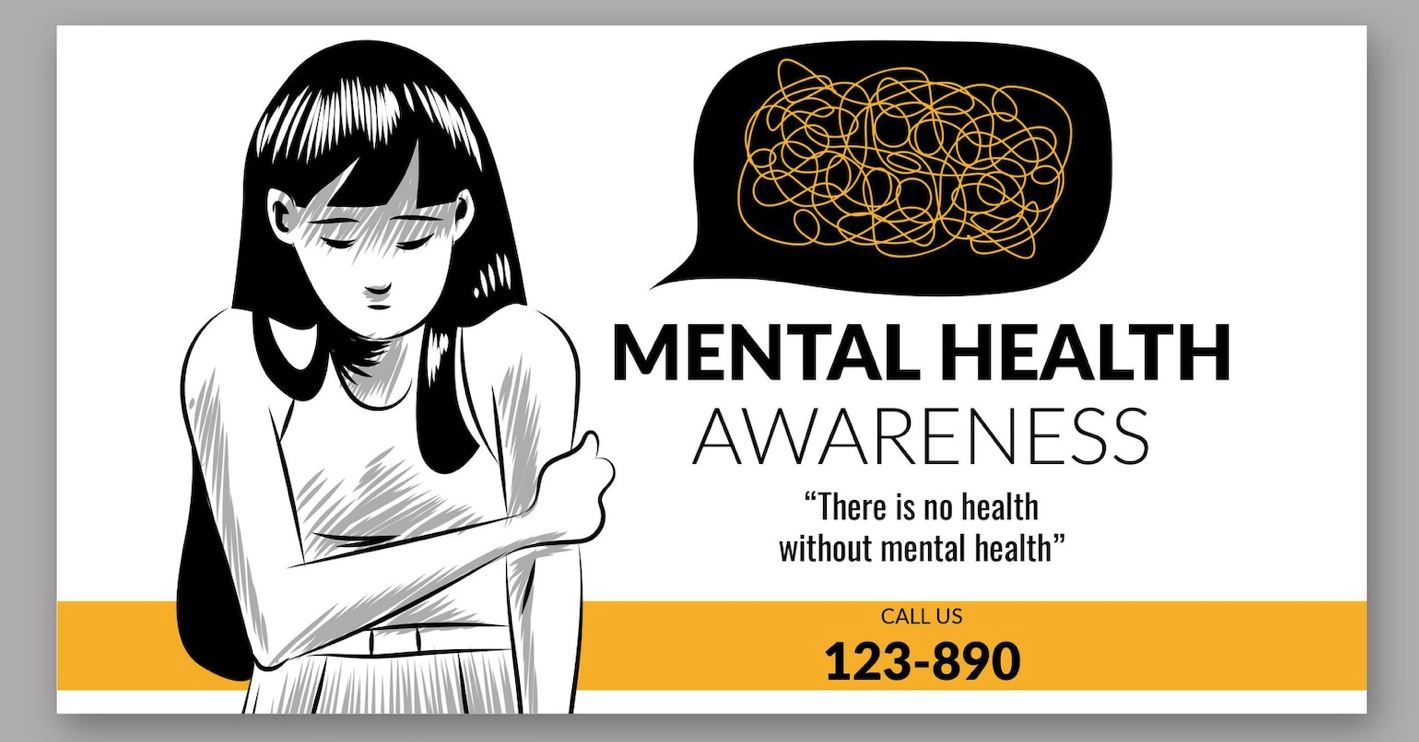 MENTAL HEALTH
AWARENESS
“There is no health
without mental health”
CALL US
123-890